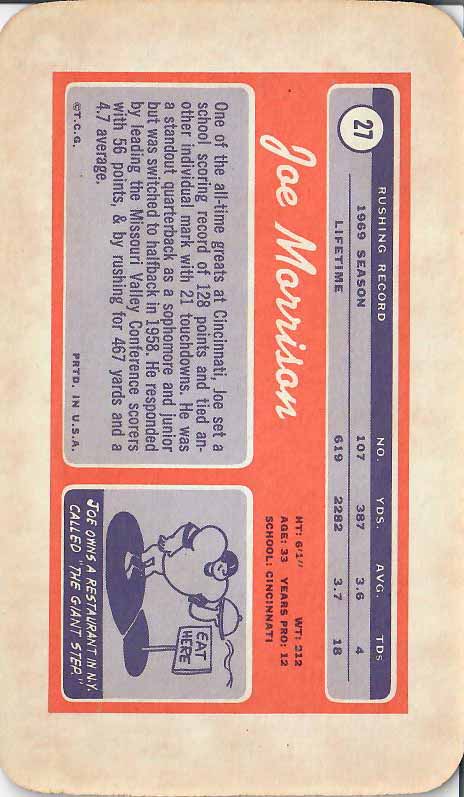 27
RUSHING RECORD NO. YDS. AVG. TDs
1969 SEASON 107 387 3.6 4
LIFETIME 619 2282 3.7 18
Joe Morrison
HT: 6'1" WT: 212
AGE: 33 YEARS PRO: 12
SCHOOL: CINCINNATI
One of the all-time greats at Cincinnati, Joe set a
school scoring record of 128 points and tied an-
other individual mark with 21 touchdowns. He was
a standout quarterback as a sophomore and junior
but was switched to halfback in 1958. He responded
by leading the Missouri Valley Conference scorers
with 56 points, & by rushing for 467 yards and a
4.7 average.
©T.C.G. PRTD. IN U.S.A.
EAT
HERE
JOE OWNS A RESTAURANT IN N.Y.
CALLED "THE GIANT STEP."